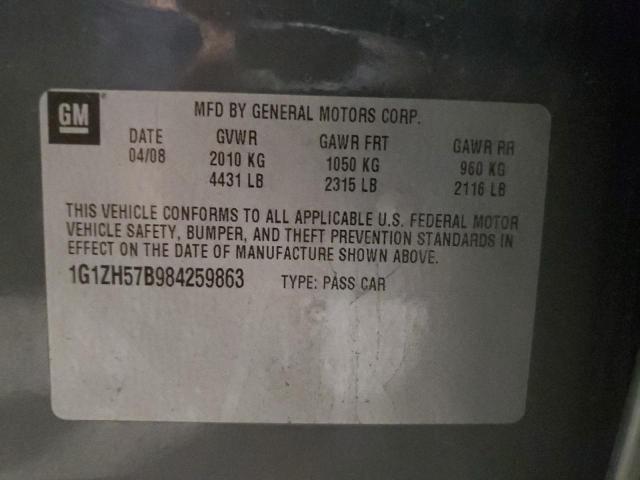 GM
MFD BY GENERAL MOTORS CORP.
DATE GVWR GAWR FRT GAWR RR
04/08 2010 KG 1050 KG 960 KG
4431 LB 2315 LB 2116 LB
THIS VEHICLE CONFORMS TO ALL APPLICABLE U.S. FEDERAL MOTOR
VEHICLE SAFETY, BUMPER, AND THEFT PREVENTION STANDARDS IN
EFFECT ON THE DATE OF MANUFACTURE SHOWN ABOVE.
1G1ZH57B984259863 TYPE: PASS CAR